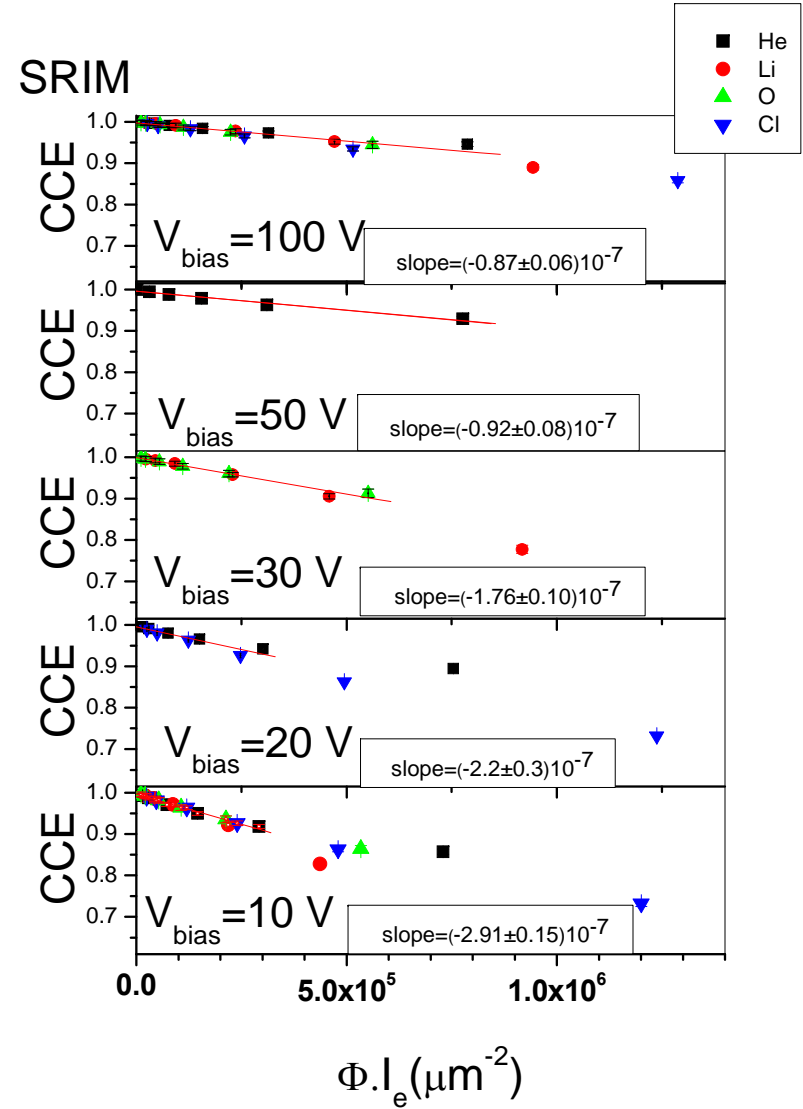 He
Li
O
Cl
SRIM
1.0
0.9
0.8
0.7
CCE
V_bias=100 V
slope=(-0.87±0.06)10^-7
1.0
0.9
0.8
0.7
CCE
V_bias=50 V
slope=(-0.92±0.08)10^-7
1.0
0.9
0.8
0.7
CCE
V_bias=30 V
slope=(-1.76±0.10)10^-7
1.0
0.9
0.8
0.7
CCE
V_bias=20 V
slope=(-2.2±0.3)10^-7
1.0
0.9
0.8
0.7
CCE
V_bias=10 V
slope=(-2.91±0.15)10^-7
0.0 5.0x10^5 1.0x10^6
Φ.I_e(μm^-2)